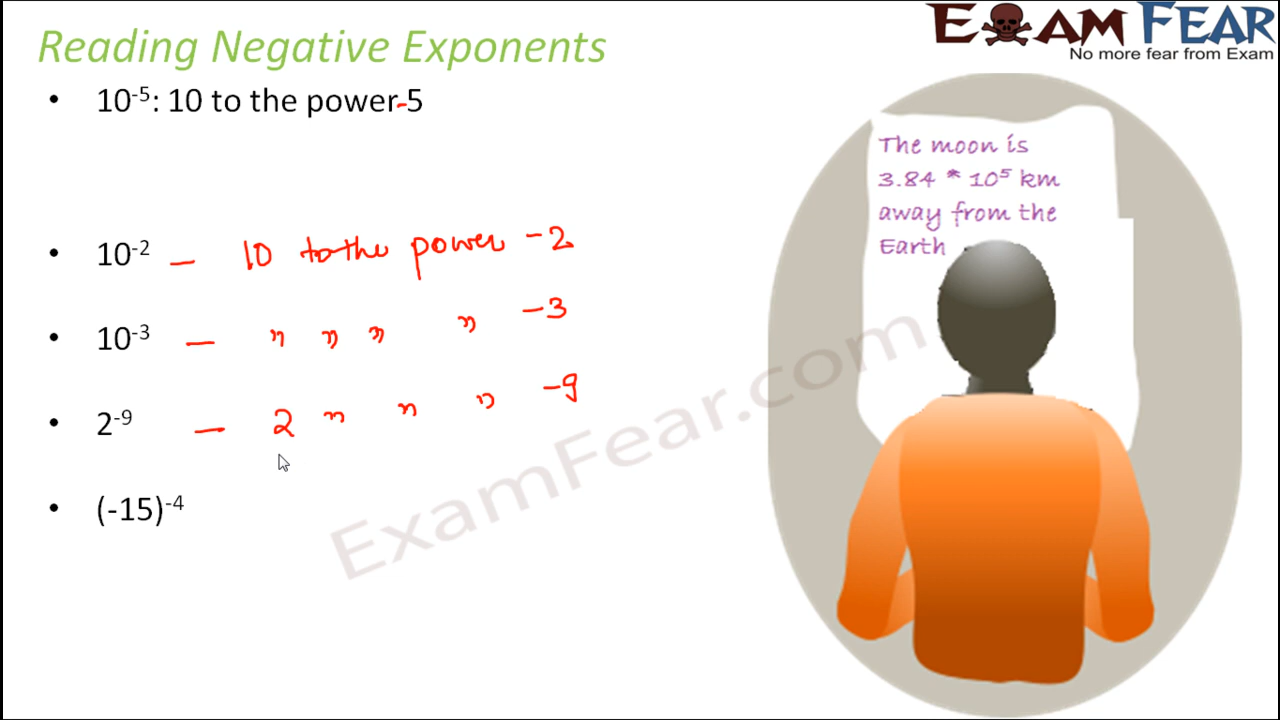 Reading Negative Exponents
EXAM FEAR
No more fear from Exam
• 10⁻⁵: 10 to the power-5
The moon is
3.84 * 10⁵ km
away from the
Earth
• 10⁻² – 10 to the power -2
• 10⁻³ – " " " " -3
• 2⁻⁹ – 2 " " " -9
• (-15)⁻⁴
ExamFear.com